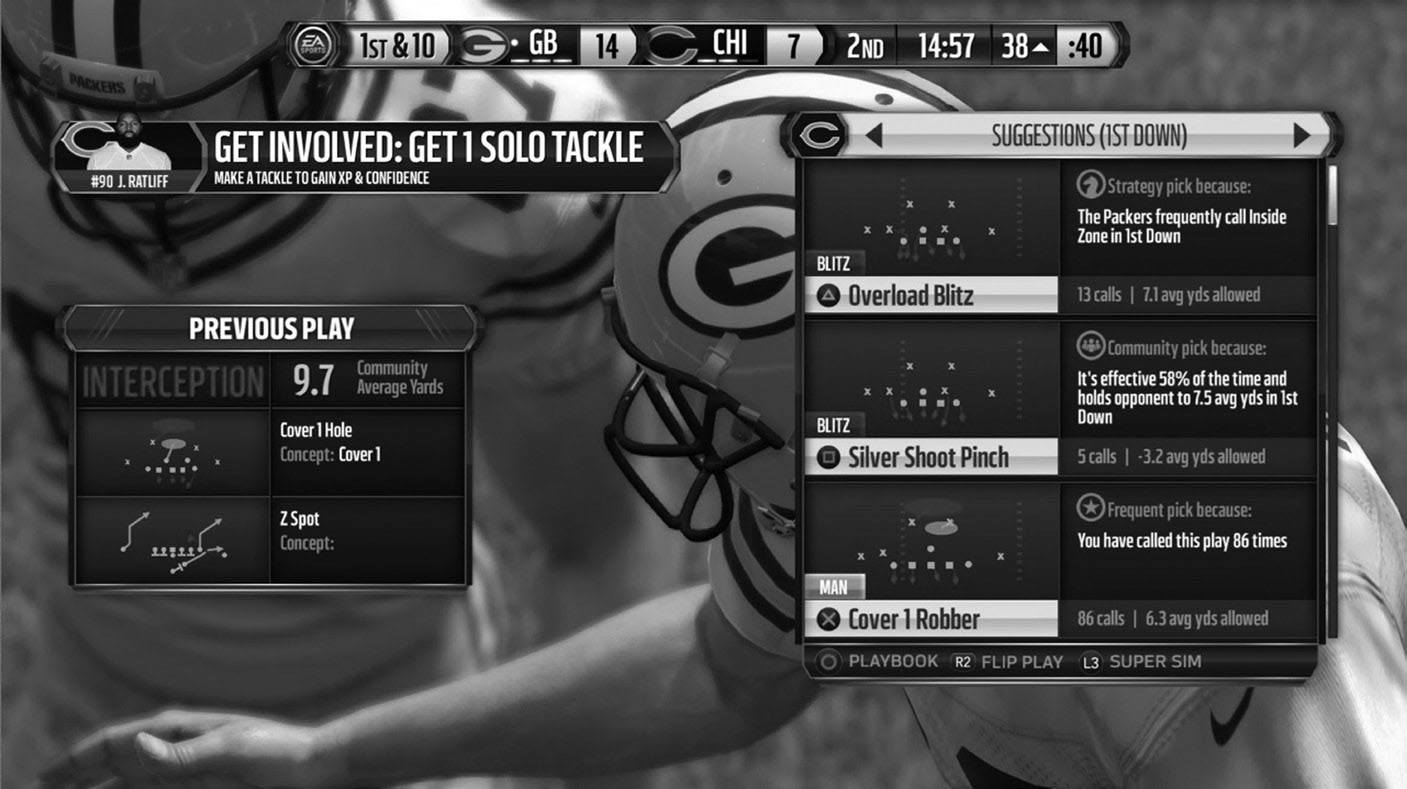 EA SPORTS
1ST & 10
GB
14
CHI
7
2ND
14:57
38
:40
PACKERS
#90 J. RATLIFF
GET INVOLVED: GET 1 SOLO TACKLE
MAKE A TACKLE TO GAIN XP & CONFIDENCE
PREVIOUS PLAY
INTERCEPTION
9.7
Community
Average Yards
Cover 1 Hole
Concept: Cover 1
Z Spot
Concept:
SUGGESTIONS (1ST DOWN)
BLITZ
Overload Blitz
Strategy pick because:
The Packers frequently call Inside
Zone in 1st Down
13 calls | 7.1 avg yds allowed
BLITZ
Silver Shoot Pinch
Community pick because:
It's effective 58% of the time and
holds opponent to 7.5 avg yds in 1st
Down
5 calls | -3.2 avg yds allowed
MAN
Cover 1 Robber
Frequent pick because:
You have called this play 86 times
86 calls | 6.3 avg yds allowed
PLAYBOOK R2 FLIP PLAY L3 SUPER SIM